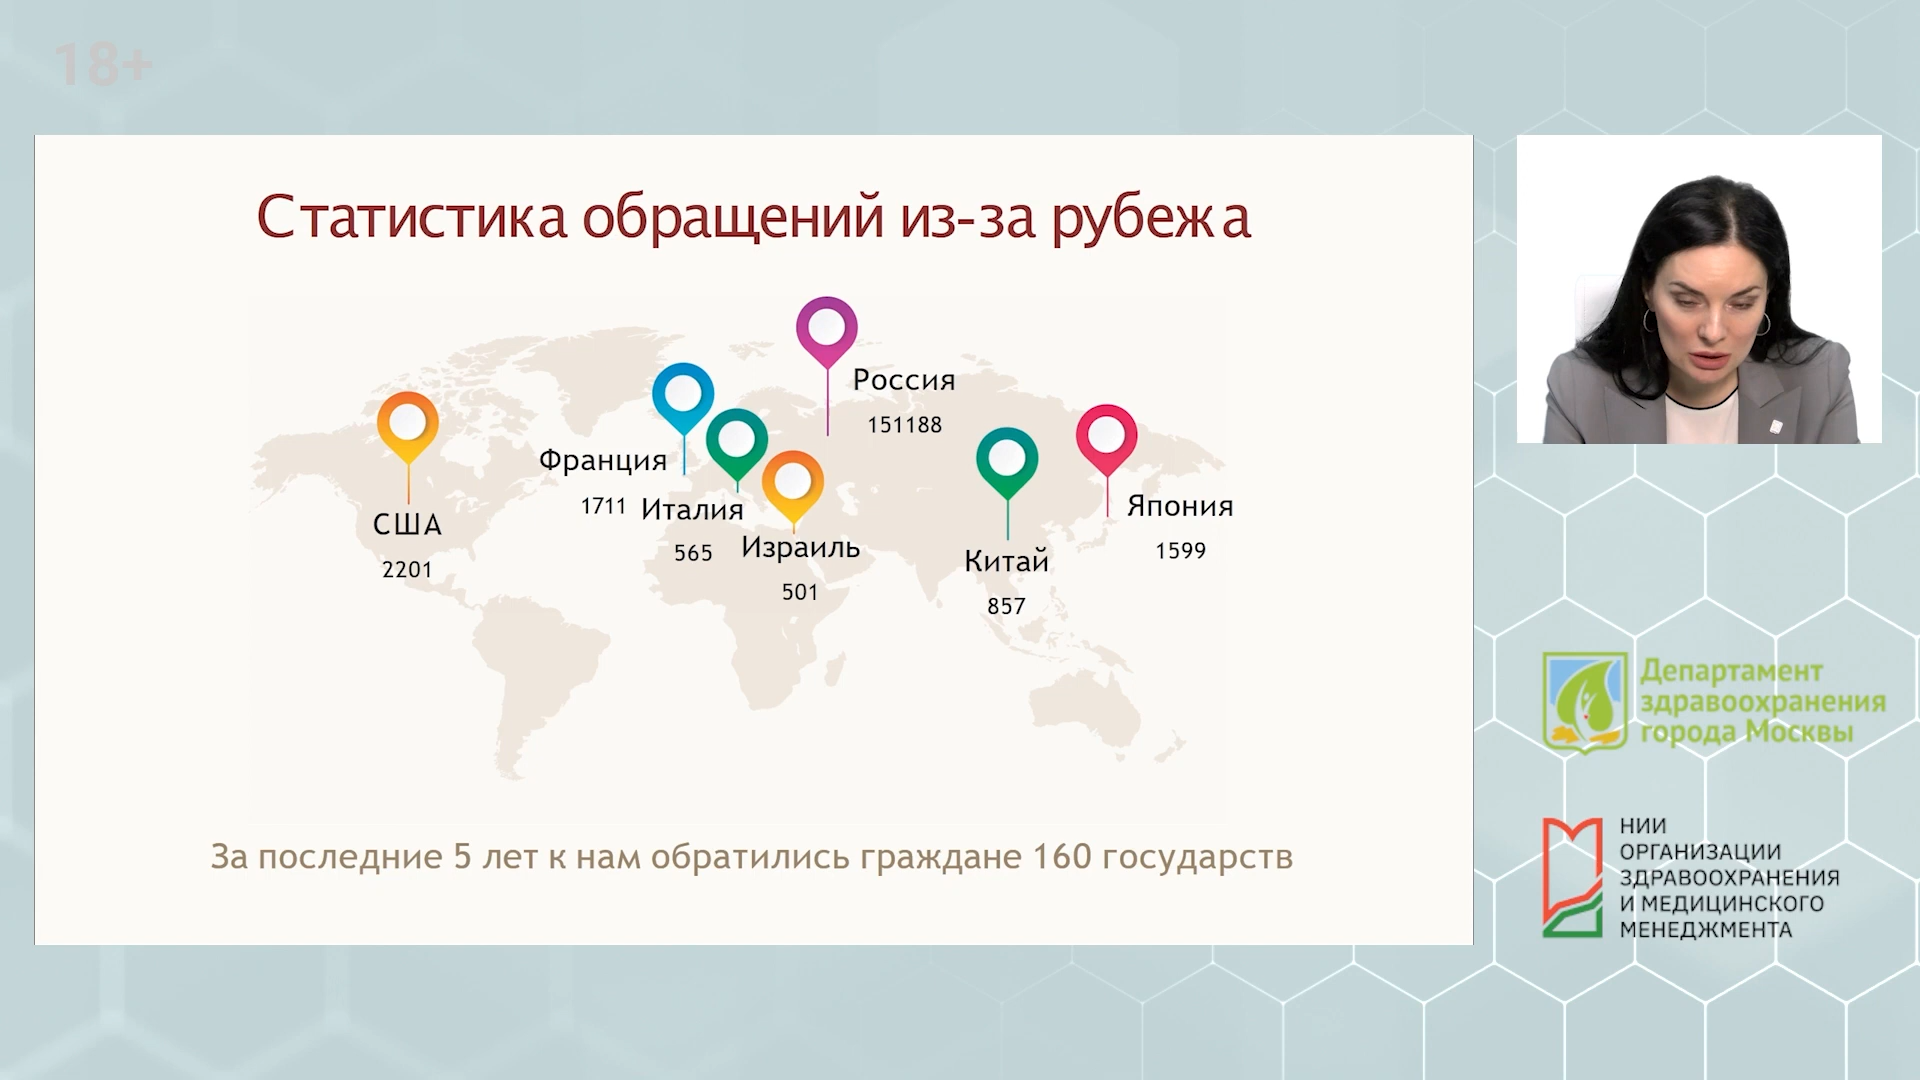 18+
Статистика обращений из-за рубежа
Россия
151188
Франция
1711
Италия
565
Израиль
501
США
2201
Китай
857
Япония
1599
За последние 5 лет к нам обратились граждане 160 государств
Департамент
здравоохранения
города Москвы
НИИ
ОРГАНИЗАЦИИ
ЗДРАВООХРАНЕНИЯ
И МЕДИЦИНСКОГО
МЕНЕДЖМЕНТА